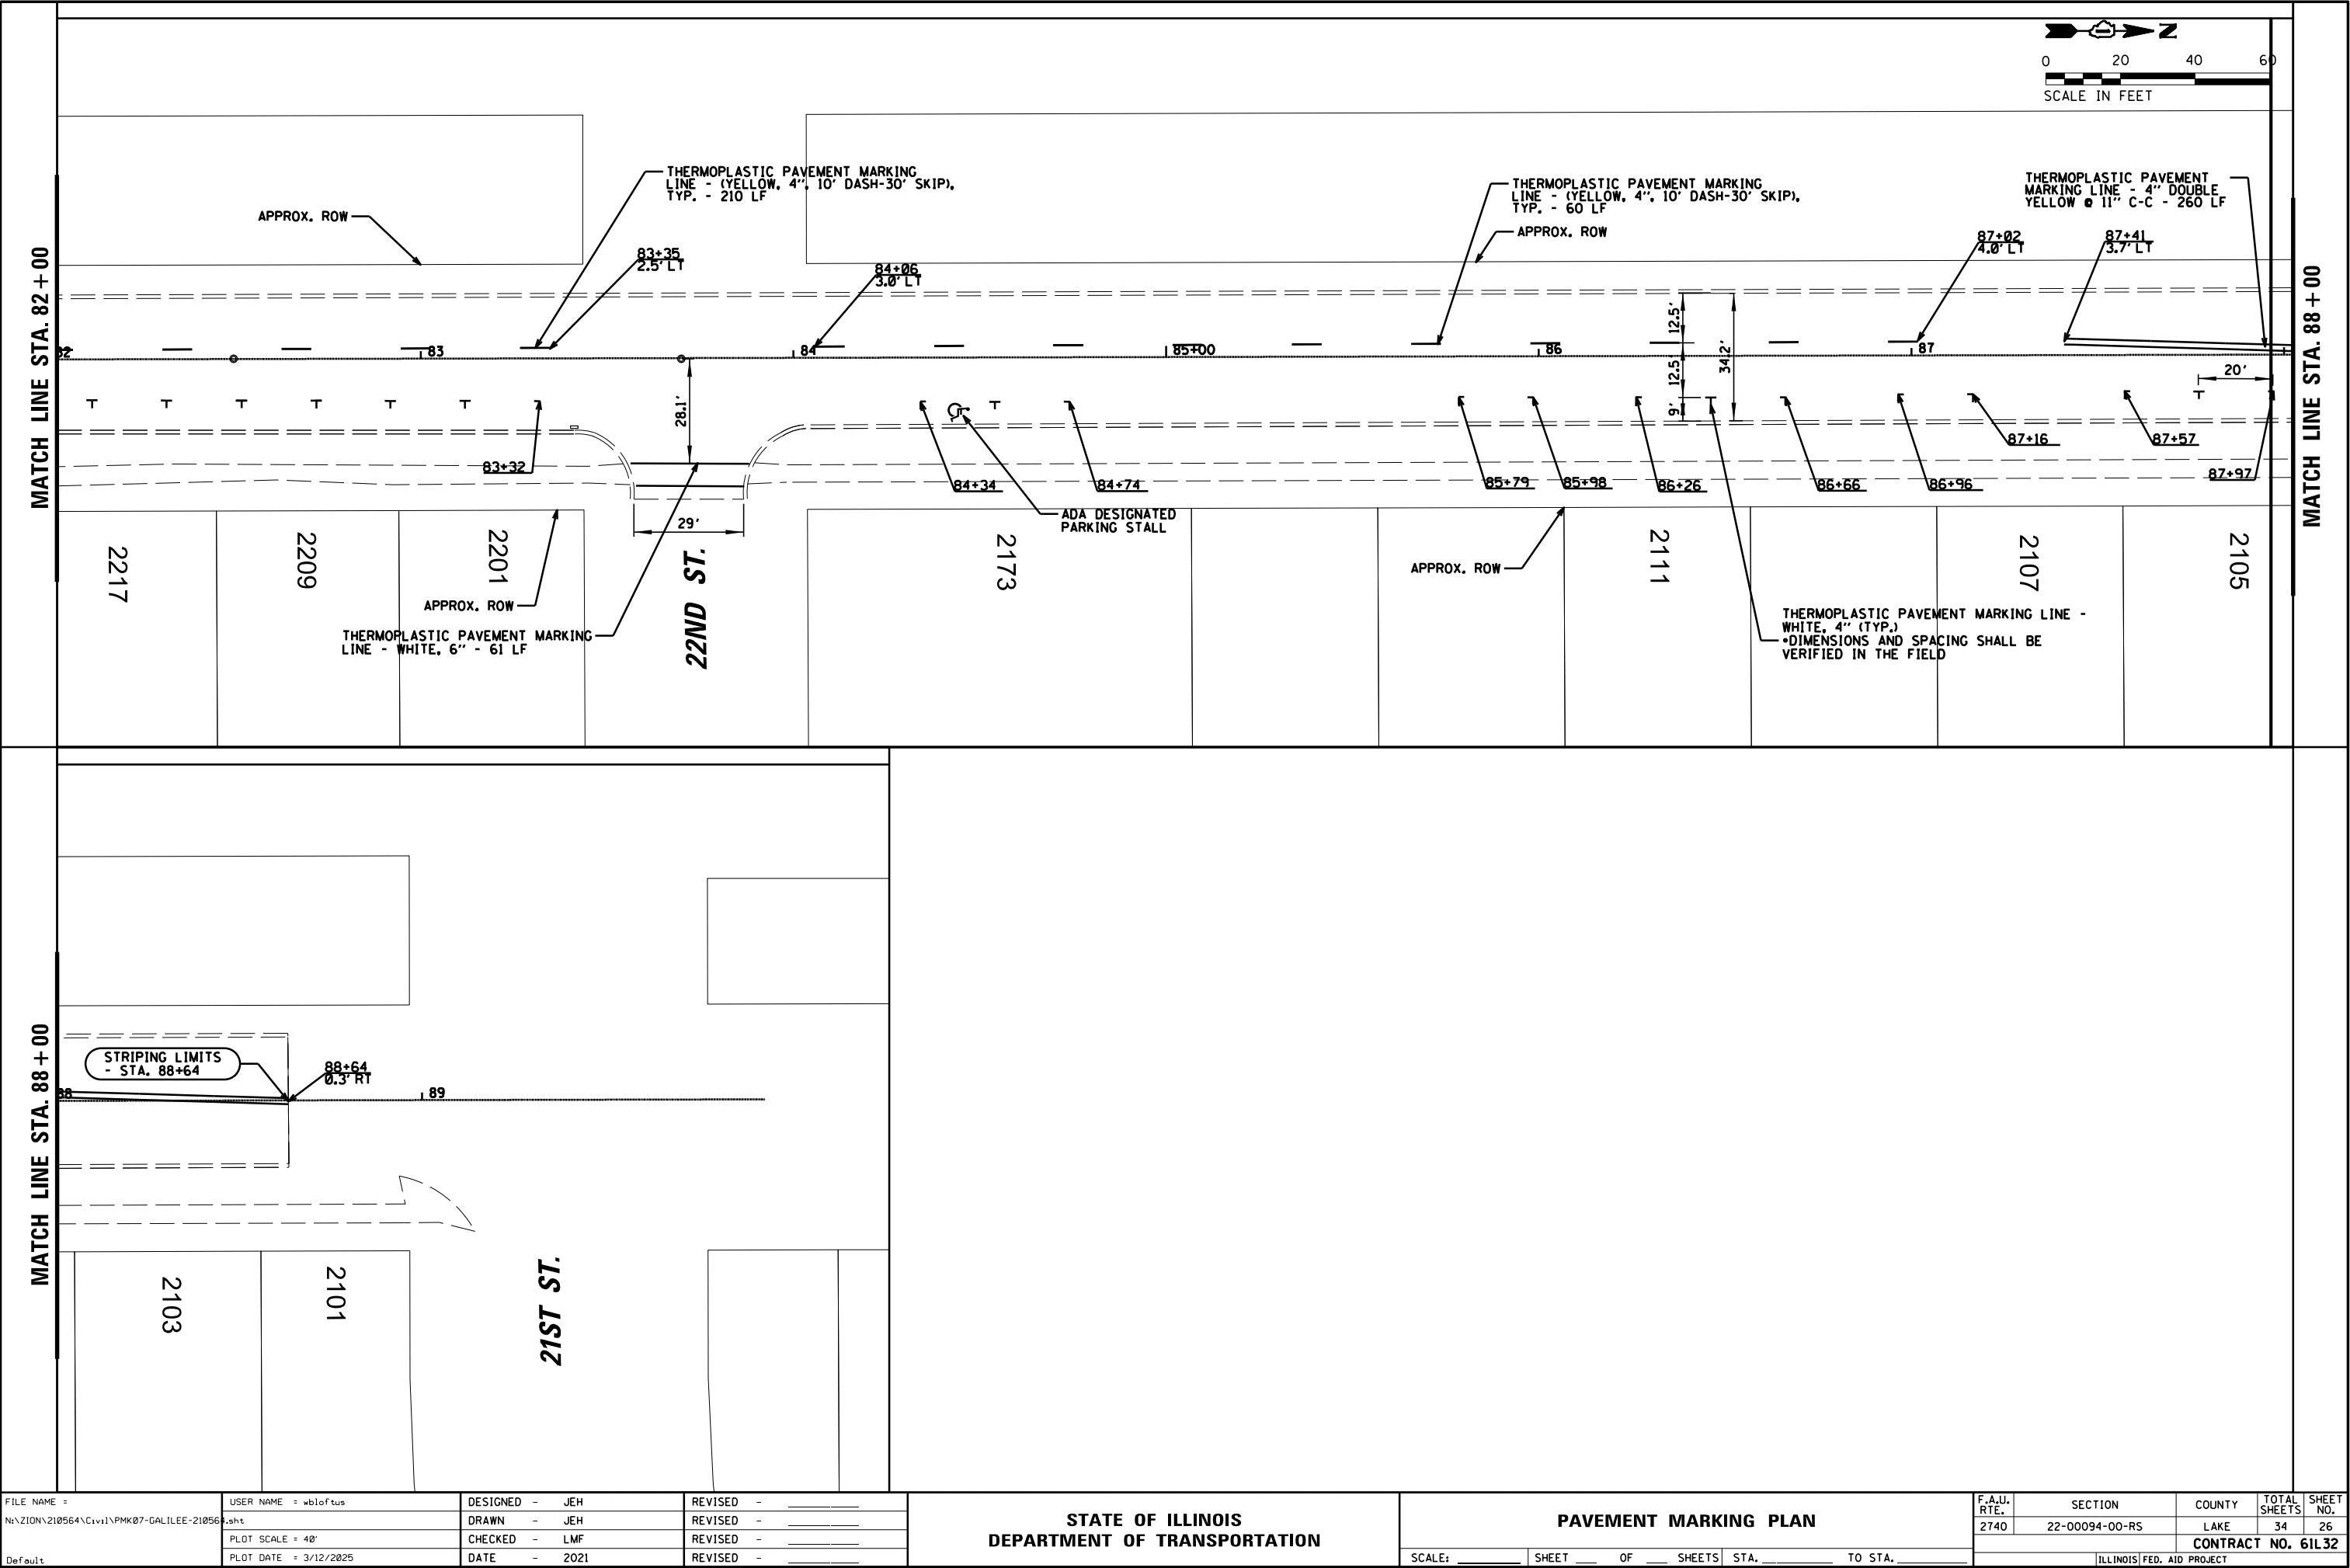 N
0 20 40 60
SCALE IN FEET
MATCH LINE STA. 82+00
MATCH LINE STA. 88+00
THERMOPLASTIC PAVEMENT MARKING
LINE - (YELLOW, 4", 10' DASH-30' SKIP),
TYP. - 210 LF
APPROX. ROW
83+35
2.5' LT
84+06
3.0' LT
THERMOPLASTIC PAVEMENT MARKING
LINE - (YELLOW, 4", 10' DASH-30' SKIP),
TYP. - 60 LF
APPROX. ROW
THERMOPLASTIC PAVEMENT
MARKING LINE - 4" DOUBLE
YELLOW @ 11" C-C - 260 LF
87+02
4.0' LT
87+41
3.7' LT
82 83 84 85+00 86 87
12.5'
12.5'
9'
34.2'
28.1'
20'
83+32
84+34
84+74
85+79
85+98
86+26
86+66
86+96
87+16
87+57
87+97
29'
ADA DESIGNATED
PARKING STALL
APPROX. ROW
APPROX. ROW
THERMOPLASTIC PAVEMENT MARKING
LINE - WHITE, 6" - 61 LF
THERMOPLASTIC PAVEMENT MARKING LINE -
WHITE, 4" (TYP.)
•DIMENSIONS AND SPACING SHALL BE
VERIFIED IN THE FIELD
2217
2209
2201
22ND ST.
2173
2111
2107
2105
MATCH LINE STA. 88+00
STRIPING LIMITS
- STA. 88+64
88+64
0.3' RT
88 89
2103
2101
21ST ST.
FILE NAME =
N:\ZION\210564\Civil\PMK07-GALILEE-210564.sht
Default
USER NAME = wbloftus
PLOT SCALE = 40'
PLOT DATE = 3/12/2025
DESIGNED - JEH
DRAWN - JEH
CHECKED - LMF
DATE - 2021
REVISED -
REVISED -
REVISED -
REVISED -
STATE OF ILLINOIS
DEPARTMENT OF TRANSPORTATION
PAVEMENT MARKING PLAN
SCALE: SHEET OF SHEETS STA. TO STA.
F.A.U. RTE.
2740
SECTION
22-00094-00-RS
COUNTY
LAKE
TOTAL SHEETS
34
SHEET NO.
26
CONTRACT NO. 61L32
ILLINOIS FED. AID PROJECT